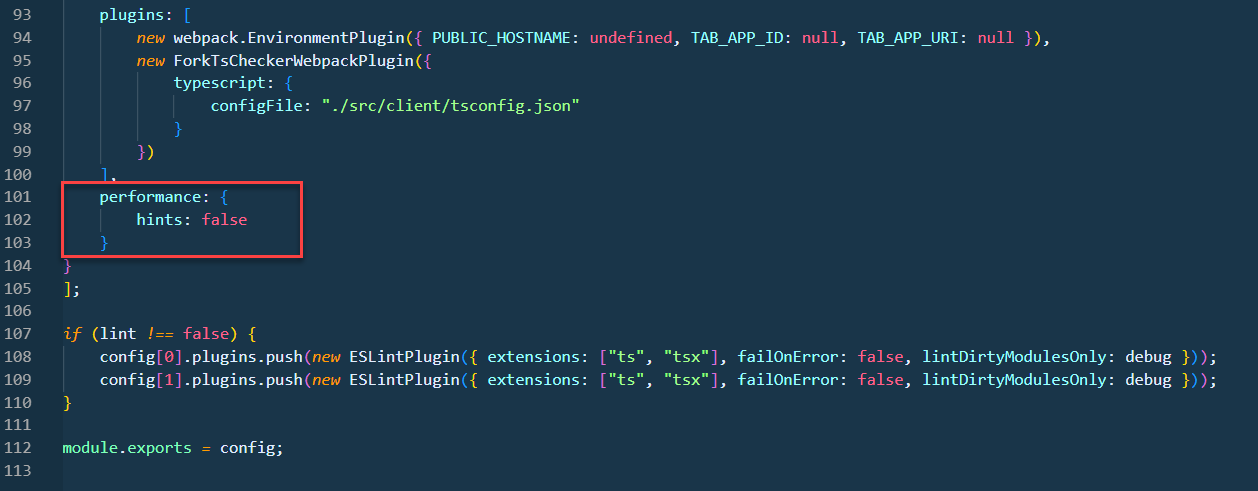 93 plugins: [
94 new webpack.EnvironmentPlugin({ PUBLIC_HOSTNAME: undefined, TAB_APP_ID: null, TAB_APP_URI: null }),
95 new ForkTsCheckerWebpackPlugin({
96 typescript: {
97 configFile: "./src/client/tsconfig.json"
98 }
99 })
100 ],
101 performance: {
102 hints: false
103 }
104 }
105 ];
106
107 if (lint !== false) {
108 config[0].plugins.push(new ESLintPlugin({ extensions: ["ts", "tsx"], failOnError: false, lintDirtyModulesOnly: debug }));
109 config[1].plugins.push(new ESLintPlugin({ extensions: ["ts", "tsx"], failOnError: false, lintDirtyModulesOnly: debug }));
110 }
111
112 module.exports = config;
113